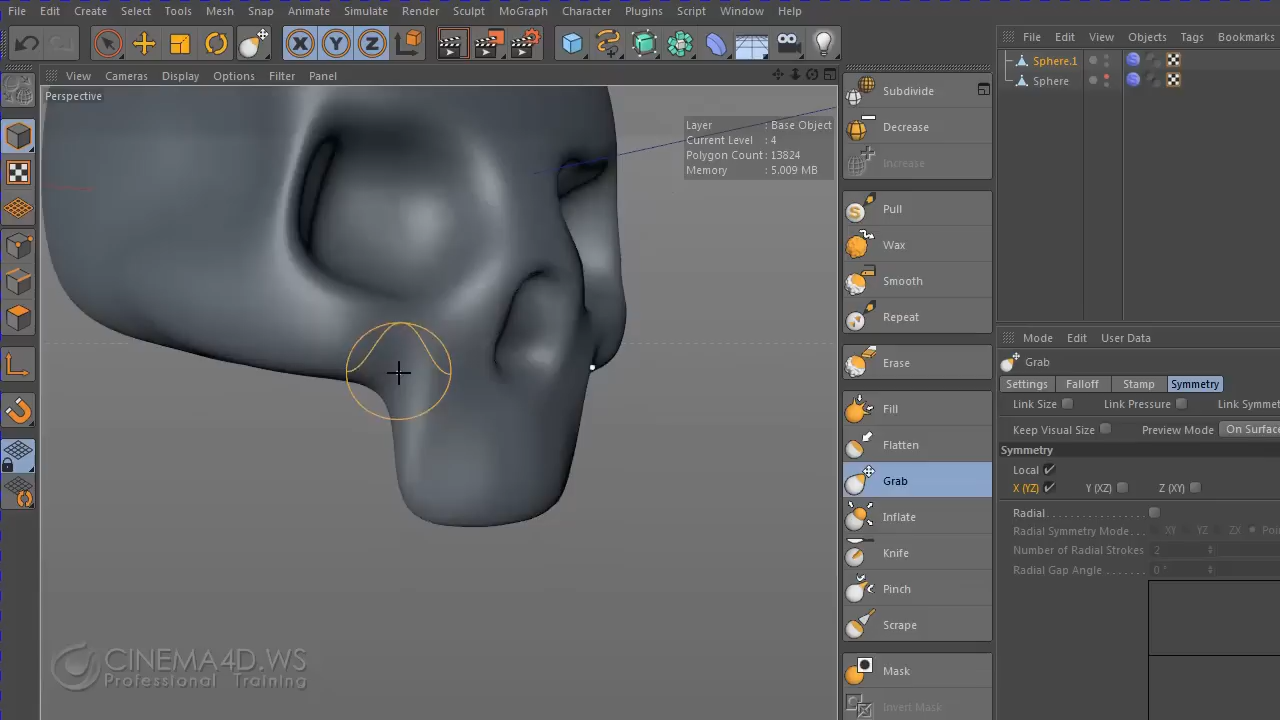 File Edit Create Select Tools Mesh Snap Animate Simulate Render Sculpt MoGraph Character Plugins Script Window Help
File Edit View Objects Tags Bookmarks
X Y Z
View Cameras Display Options Filter Panel
Perspective
Layer : Base Object
Current Level : 4
Polygon Count : 13824
Memory : 5.009 MB
Sphere.1
Sphere
Subdivide
Decrease
Increase
Pull
Wax
Smooth
Repeat
Erase
Fill
Flatten
Grab
Inflate
Knife
Pinch
Scrape
Mask
Invert Mask
Mode Edit User Data
Grab
Settings Falloff Stamp Symmetry
Link Size Link Pressure Link Symmet
Keep Visual Size Preview Mode On Surface
Symmetry
Local
X (YZ) Y (XZ) Z (XY)
Radial . . . . . . . . . . . . . . . .
Radial Symmetry Mode . . . XY YZ ZX Poi
Number of Radial Strokes 2
Radial Gap Angle . . . . . . . 0 °
CINEMA4D.WS
Professional Training